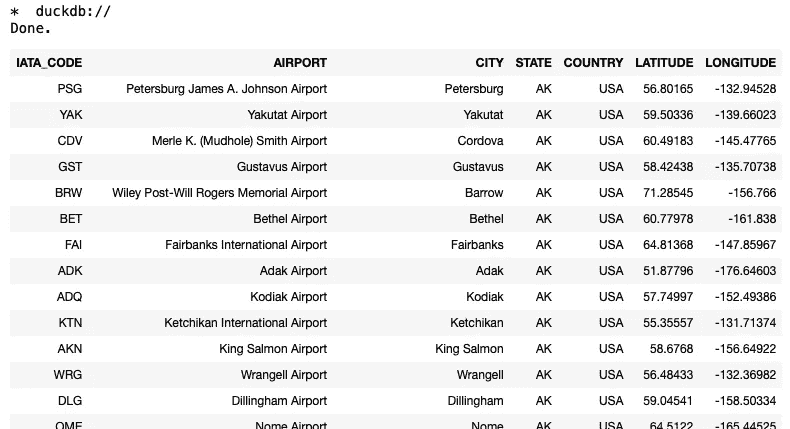 * duckdb://
Done.
IATA_CODE AIRPORT CITY STATE COUNTRY LATITUDE LONGITUDE
PSG Petersburg James A. Johnson Airport Petersburg AK USA 56.80165 -132.94528
YAK Yakutat Airport Yakutat AK USA 59.50336 -139.66023
CDV Merle K. (Mudhole) Smith Airport Cordova AK USA 60.49183 -145.47765
GST Gustavus Airport Gustavus AK USA 58.42438 -135.70738
BRW Wiley Post-Will Rogers Memorial Airport Barrow AK USA 71.28545 -156.766
BET Bethel Airport Bethel AK USA 60.77978 -161.838
FAI Fairbanks International Airport Fairbanks AK USA 64.81368 -147.85967
ADK Adak Airport Adak AK USA 51.87796 -176.64603
ADQ Kodiak Airport Kodiak AK USA 57.74997 -152.49386
KTN Ketchikan International Airport Ketchikan AK USA 55.35557 -131.71374
AKN King Salmon Airport King Salmon AK USA 58.6768 -156.64922
WRG Wrangell Airport Wrangell AK USA 56.48433 -132.36982
DLG Dillingham Airport Dillingham AK USA 59.04541 -158.50334
OME Nome Airport Nome AK USA 64.5122 -165.44525